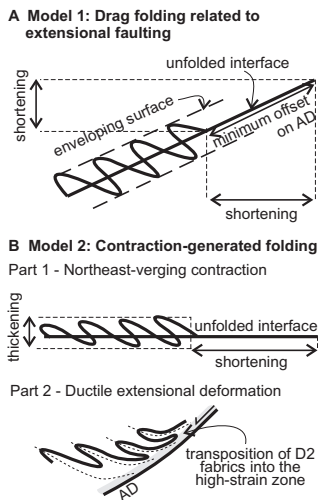 A Model 1: Drag folding related to
extensional faulting
unfolded interface
enveloping surface
shortening
minimum offset
on AD
shortening
B Model 2: Contraction-generated folding
Part 1 - Northeast-verging contraction
thickening
unfolded interface
shortening
Part 2 - Ductile extensional deformation
AD
transposition of D2
fabrics into the
high-strain zone